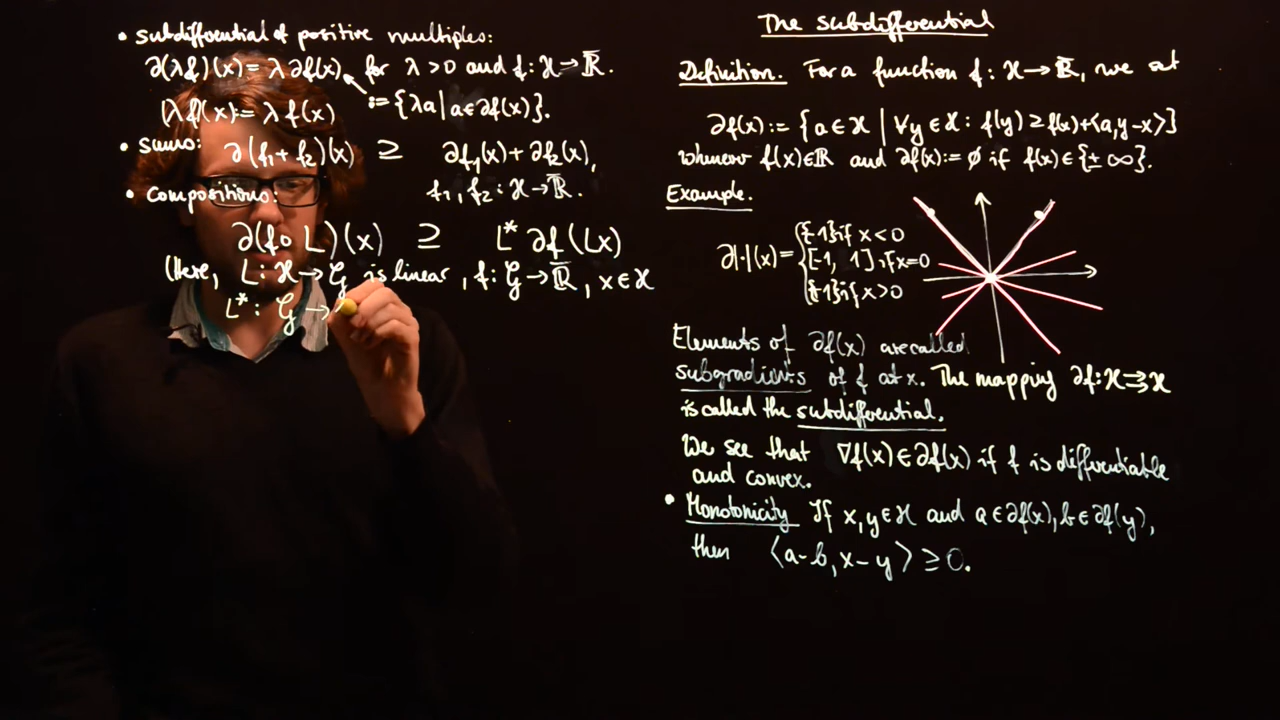 • subdifferential of positive multiples:
∂(λf)(x) = λ ∂f(x) for λ > 0 and f: ℋ → ℝ̅.
:= {λa | a ∈ ∂f(x)}.
(λf)(x) := λ f(x)
• Sums: ∂(f₁ + f₂)(x) ≥ ∂f₁(x) + ∂f₂(x),
f₁, f₂ : ℋ → ℝ̅.
• Compositions:
∂(f∘L)(x) ≥ L* ∂f(Lx)
(Here, L: ℋ → 𝒢 is linear, f: 𝒢 → ℝ̅, x ∈ ℋ
L*: 𝒢 →
The subdifferential
Definition. For a function f: ℋ → ℝ̅, we set
∂f(x) := {a ∈ ℋ | ∀y ∈ ℋ: f(y) ≥ f(x) + ⟨a, y-x⟩}
whenever f(x) ∈ ℝ and ∂f(x) := ∅ if f(x) ∈ {±∞}.
Example.
∂|·|(x) = { {-1} if x < 0
[-1, 1] if x = 0
{1} if x > 0
Elements of ∂f(x) are called
subgradients of f at x. The mapping ∂f: ℋ ⇉ ℋ
is called the subdifferential.
We see that ∇f(x) ∈ ∂f(x) if f is differentiable
and convex.
• Monotonicity If x, y ∈ ℋ and a ∈ ∂f(x), b ∈ ∂f(y),
then ⟨a-b, x-y⟩ ≥ 0.